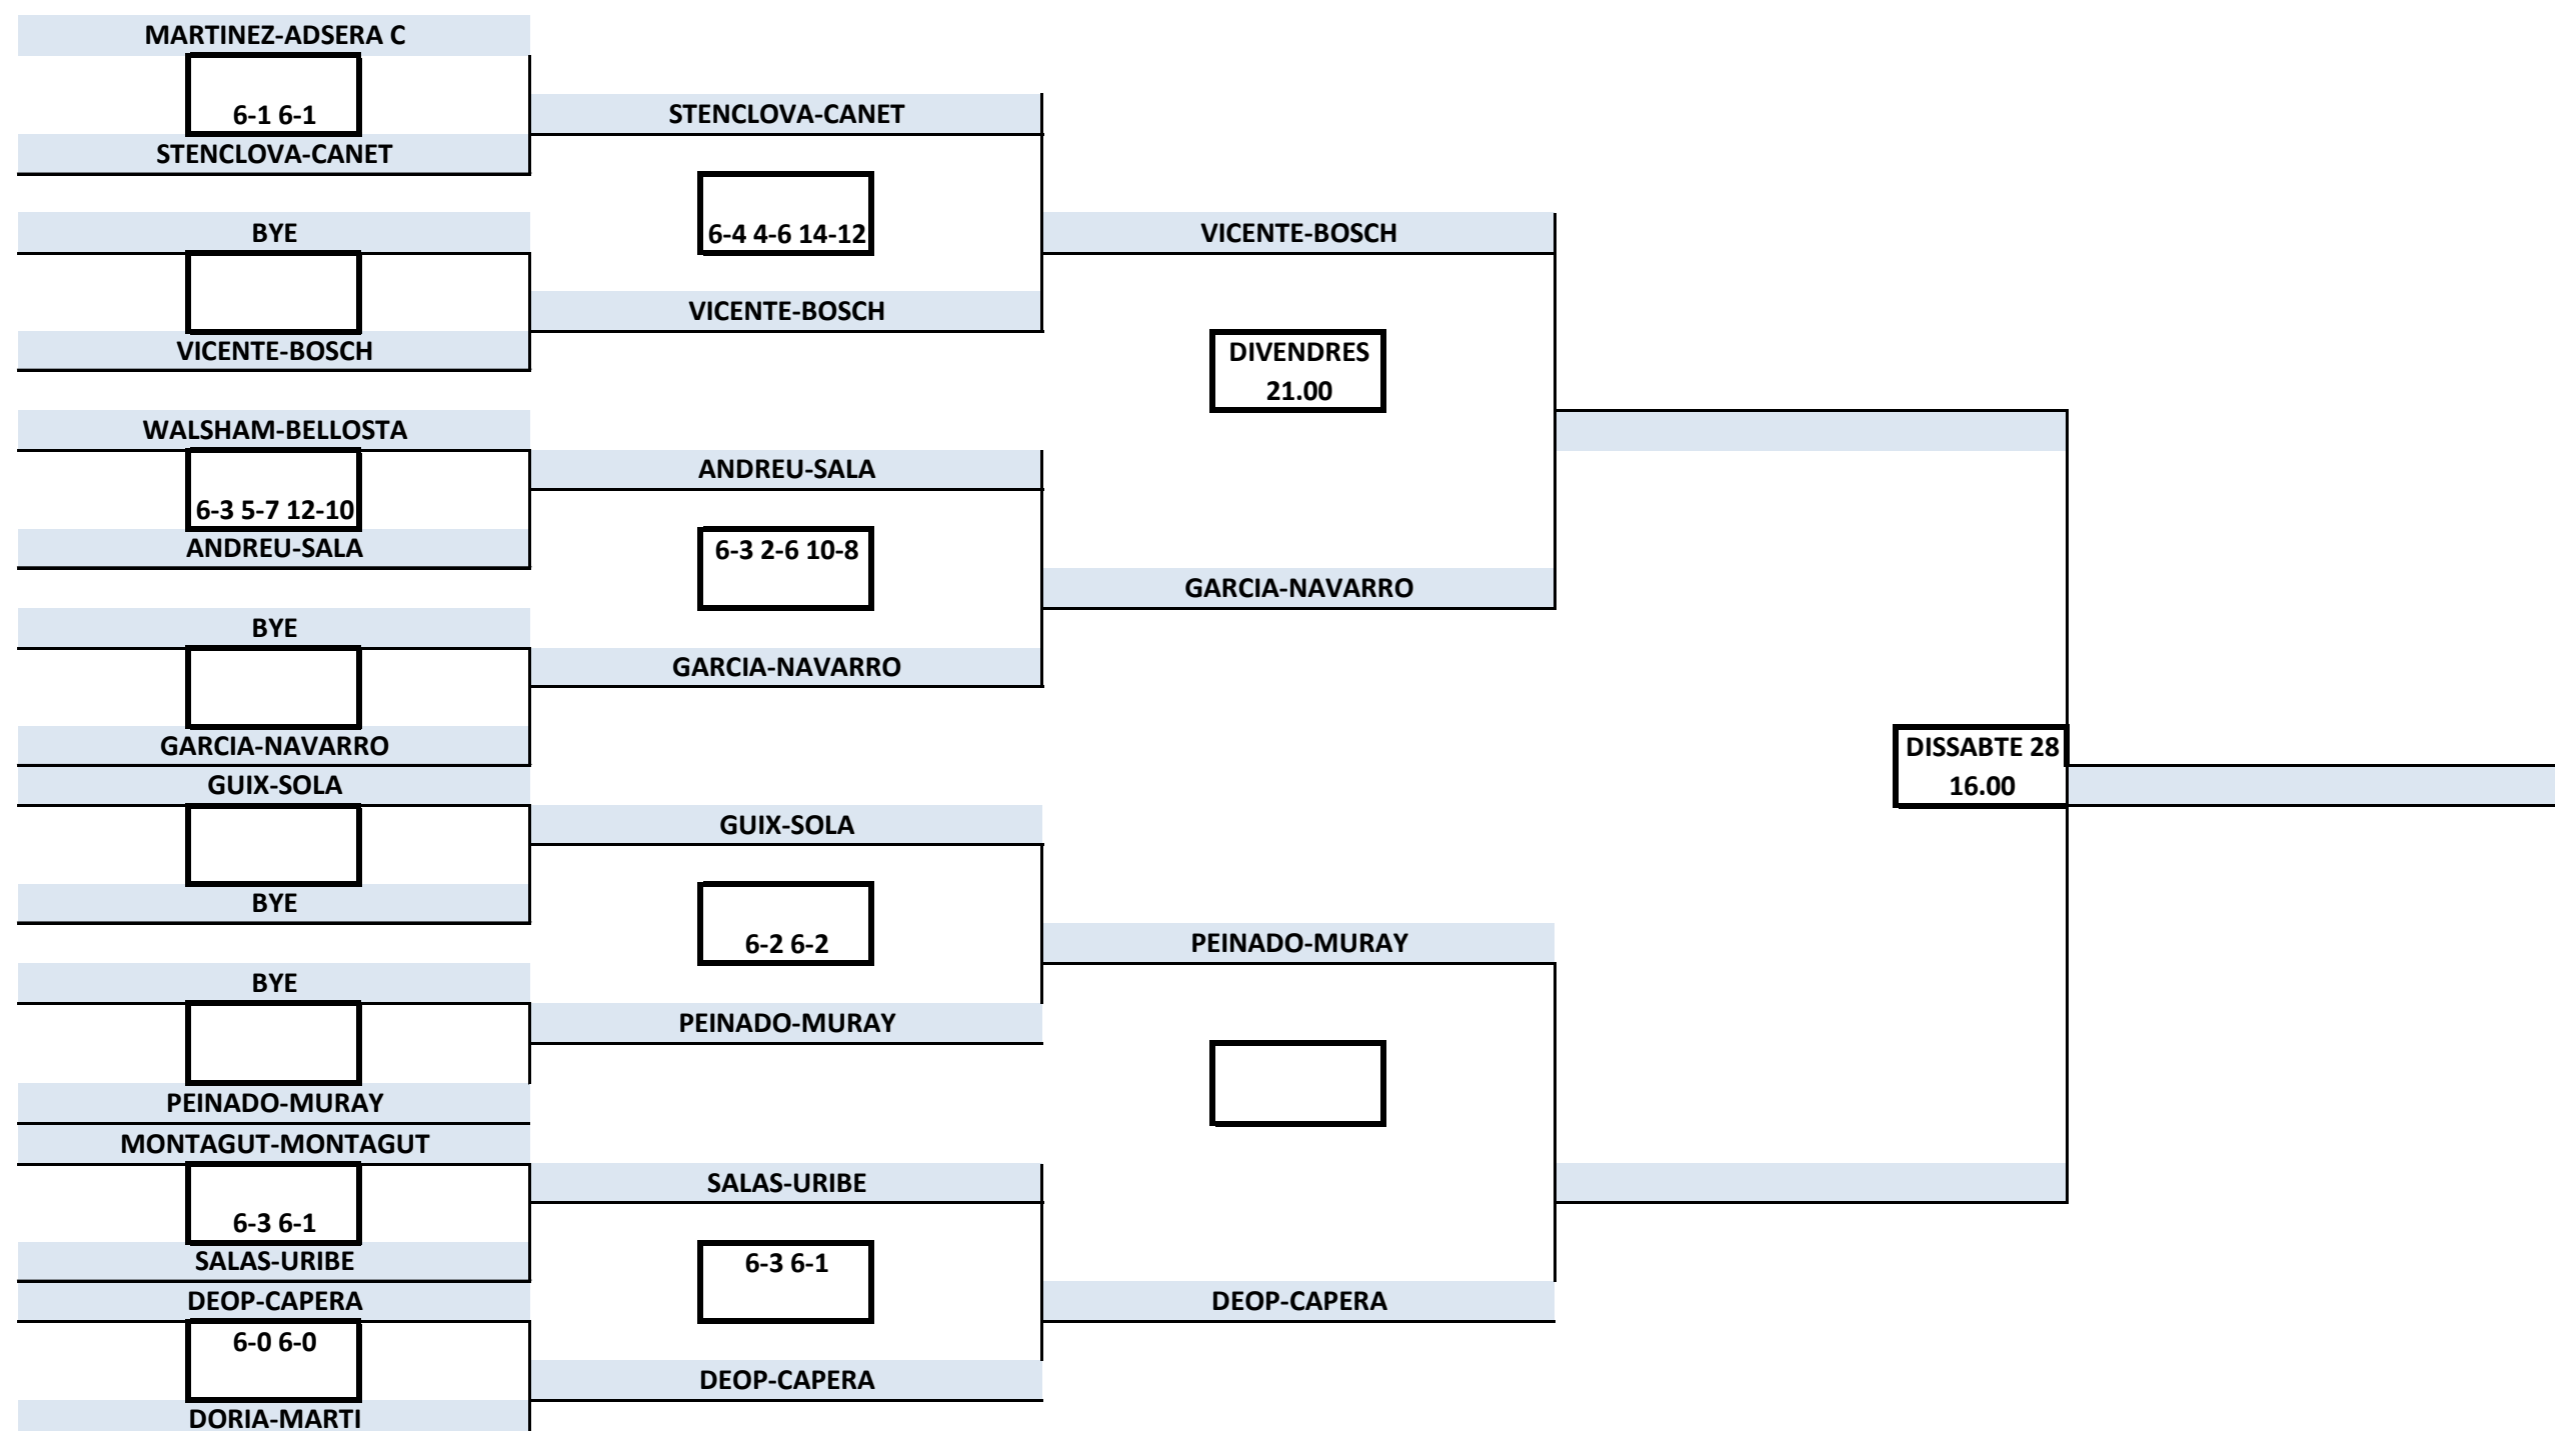 MARTINEZ-ADSERA C
6-1 6-1
STENCLOVA-CANET
BYE
VICENTE-BOSCH
WALSHAM-BELLOSTA
6-3 5-7 12-10
ANDREU-SALA
BYE
GARCIA-NAVARRO
GUIX-SOLA
BYE
BYE
PEINADO-MURAY
MONTAGUT-MONTAGUT
6-3 6-1
SALAS-URIBE
DEOP-CAPERA
6-0 6-0
DORIA-MARTI
STENCLOVA-CANET
6-4 4-6 14-12
VICENTE-BOSCH
ANDREU-SALA
6-3 2-6 10-8
GARCIA-NAVARRO
GUIX-SOLA
6-2 6-2
PEINADO-MURAY
SALAS-URIBE
6-3 6-1
DEOP-CAPERA
VICENTE-BOSCH
DIVENDRES
21.00
GARCIA-NAVARRO
PEINADO-MURAY
DEOP-CAPERA
DISSABTE 28
16.00